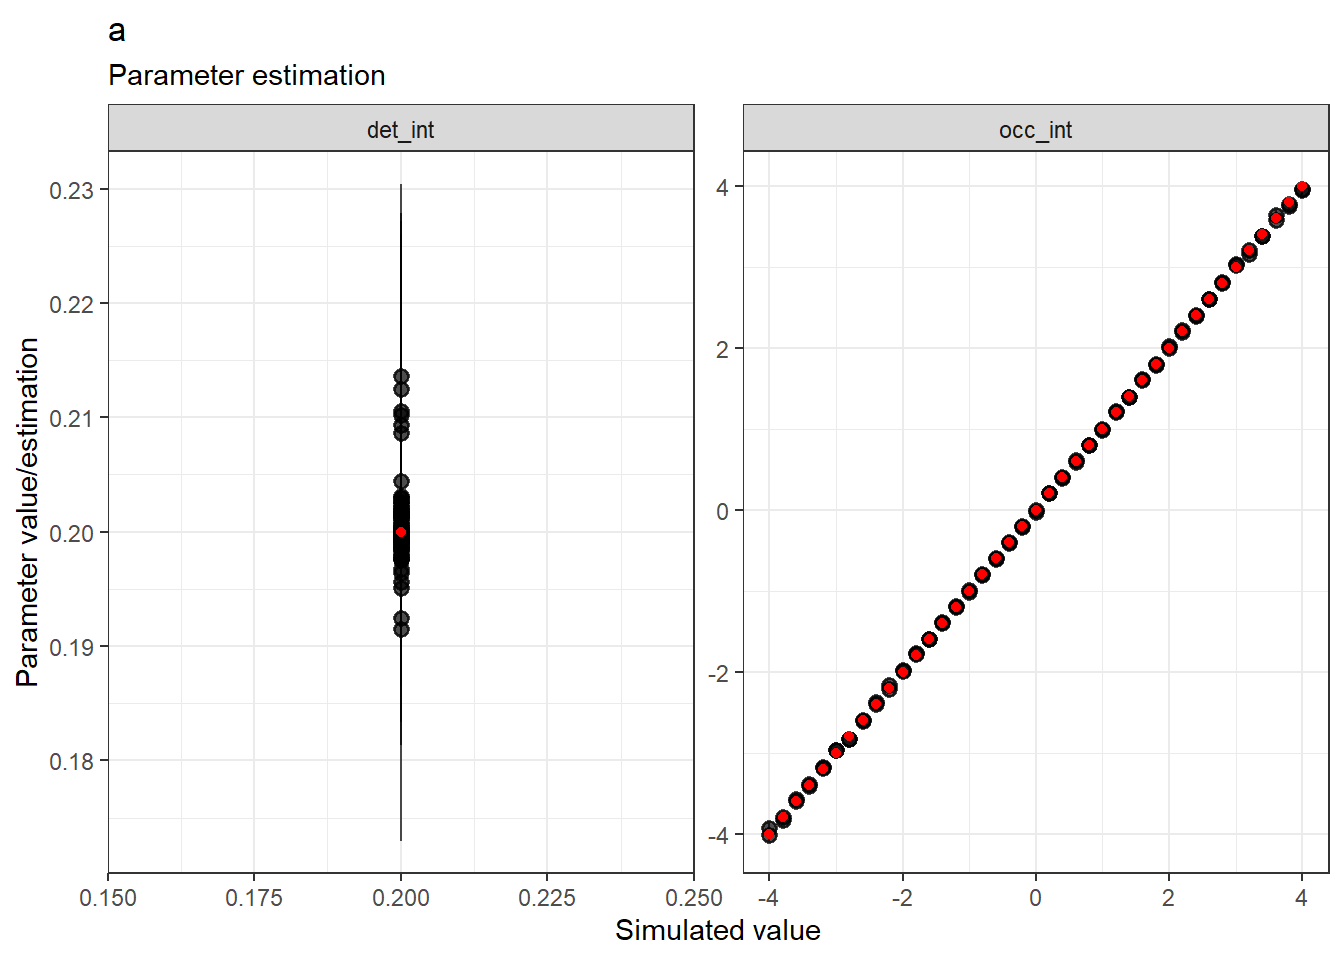 a
Parameter estimation
det_int
occ_int
Parameter value/estimation
0.23
0.22
0.21
0.20
0.19
0.18
4
2
0
-2
-4
0.150 0.175 0.200 0.225 0.250
-4 -2 0 2 4
Simulated value